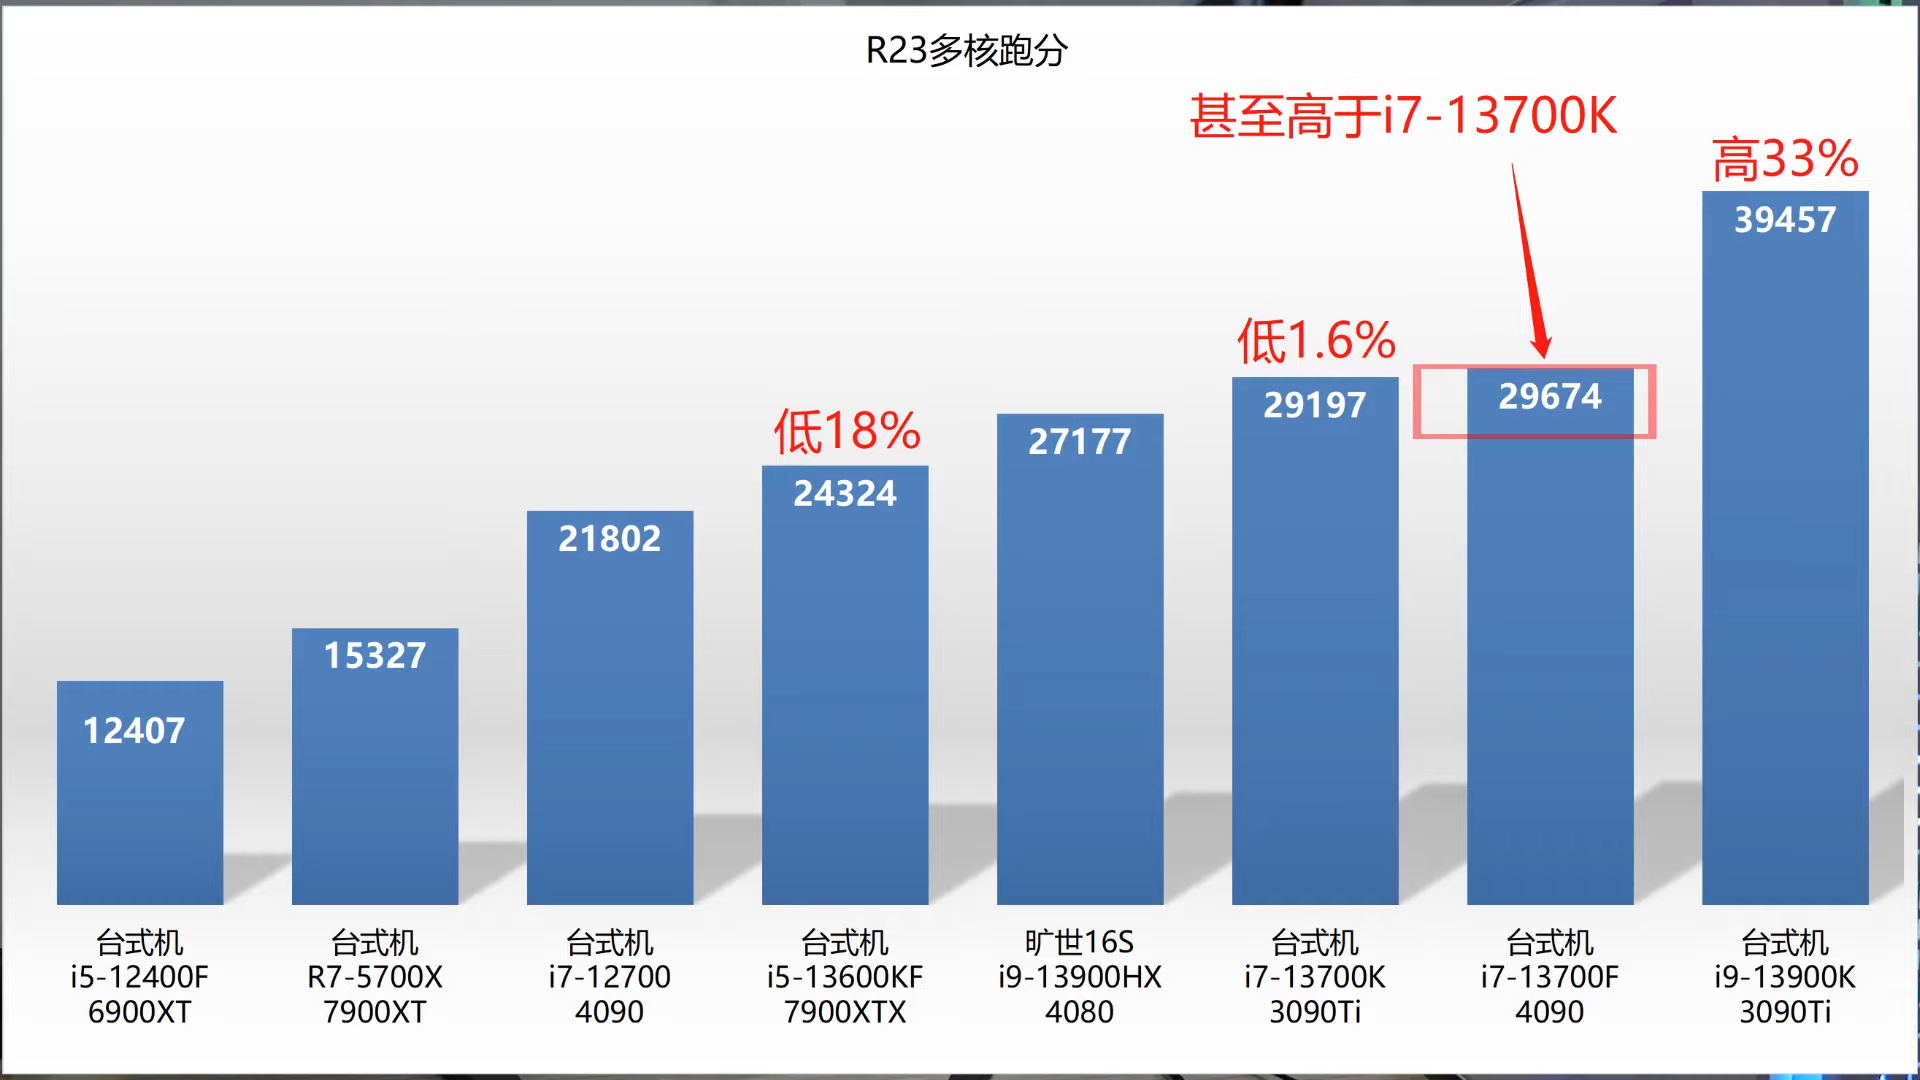 R23多核跑分
甚至高于i7-13700K
高33%
39457
低1.6%
29197
29674
低18%
24324
27177
21802
15327
12407
台式机
i5-12400F
6900XT
台式机
R7-5700X
7900XT
台式机
i7-12700
4090
台式机
i5-13600KF
7900XTX
旷世16S
i9-13900HX
4080
台式机
i7-13700K
3090Ti
台式机
i7-13700F
4090
台式机
i9-13900K
3090Ti